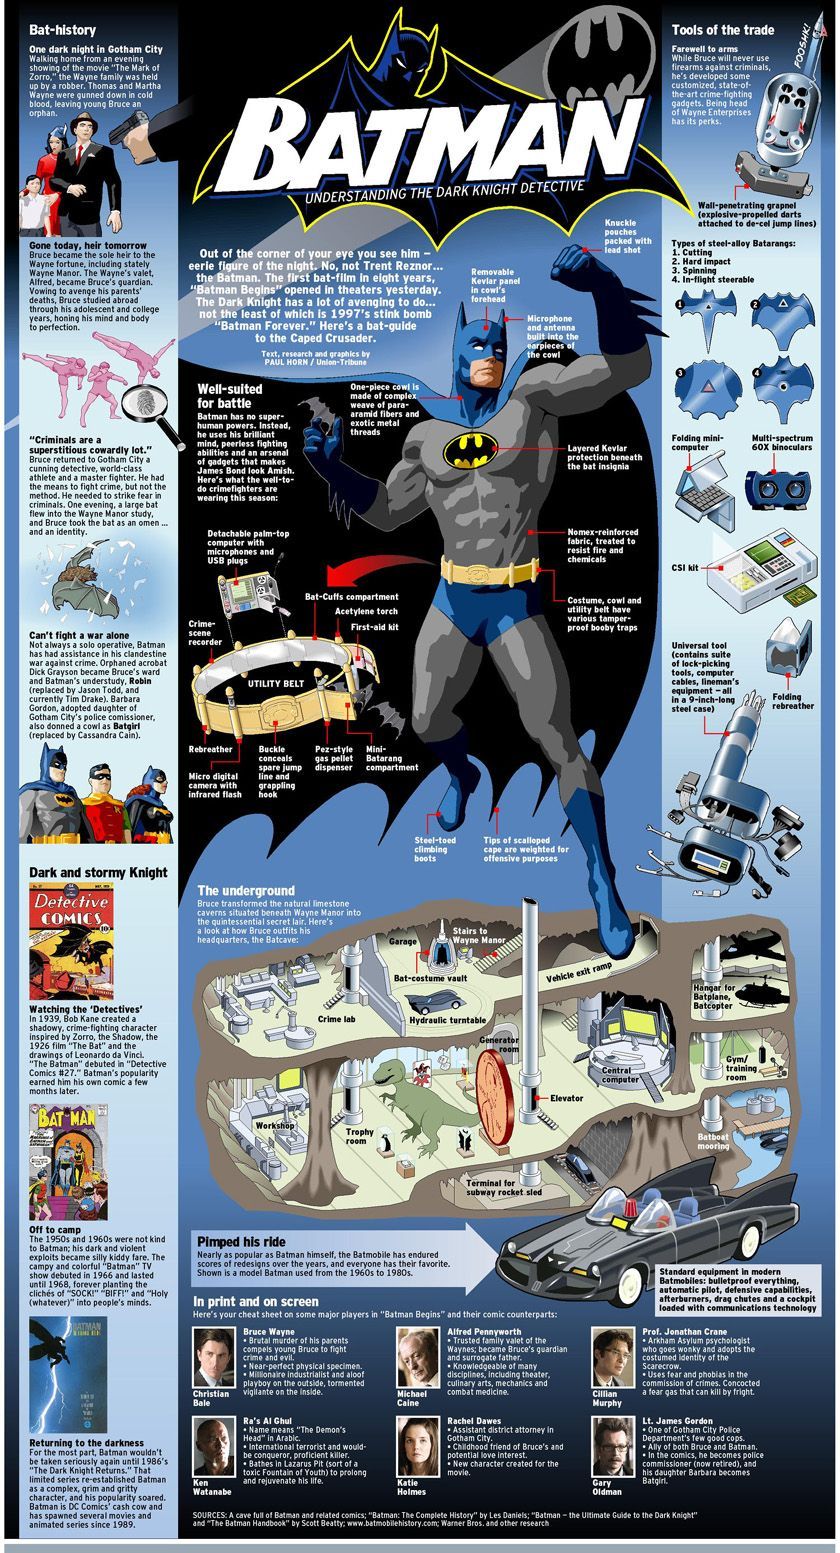 BATMAN
UNDERSTANDING THE DARK KNIGHT DETECTIVE
Out of the corner of your eye you see him —
eerie figure of the night. No, not Trent Reznor...
the Batman. The first bat-film in eight years,
“Batman Begins” opened in theaters yesterday.
The Dark Knight has a lot of avenging to do...
not the least of which is 1997's stink bomb
“Batman Forever.” Here's a bat-guide
to the Caped Crusader.
Text, research and graphics by
PAUL HORN / Union-Tribune
Bat-history
One dark night in Gotham City
Walking home from an evening
showing of the movie “The Mark of
Zorro,” the Wayne family was held
up by a robber. Thomas and Martha
Wayne were gunned down in cold
blood, leaving young Bruce an
orphan.
Gone today, heir tomorrow
Bruce became the sole heir to the
Wayne fortune, including stately
Wayne Manor. The Wayne's valet,
Alfred, became Bruce's guardian.
Vowing to avenge his parents'
deaths, Bruce studied abroad
through his adolescent and college
years, honing his mind and body
to perfection.
“Criminals are a
superstitious cowardly lot.”
Bruce returned to Gotham City a
cunning detective, world-class
athlete and a master fighter. He had
the means to fight crime, but not the
method. He needed to strike fear in
criminals. One evening, a large bat
flew into the Wayne Manor study,
and Bruce took the bat as an omen ...
and an identity.
Can't fight a war alone
Not always a solo operative, Batman
has had assistance in his clandestine
war against crime. Orphaned acrobat
Dick Grayson became Bruce's ward
and Batman's understudy, Robin
(replaced by Jason Todd, and
currently Tim Drake). Barbara
Gordon, adopted daughter of
Gotham City's police comissioner,
also donned a cowl as Batgirl
(replaced by Cassandra Cain).
Dark and stormy Knight
Detective
COMICS
10¢
Watching the ‘Detectives’
In 1939, Bob Kane created a
shadowy, crime-fighting character
inspired by Zorro, the Shadow, the
1926 film “The Bat” and the
drawings of Leonardo da Vinci.
“The Batman” debuted in “Detective
Comics #27.” Batman's popularity
earned him his own comic a few
months later.
BATMAN
Off to camp
The 1950s and 1960s were not kind
to Batman; his dark and violent
exploits became silly kiddy fare. The
campy and colorful “Batman” TV
show debuted in 1966 and lasted
until 1968, forever planting the
clichés of “SOCK!” “BIFF!” and “Holy
(whatever)” into people's minds.
BATMAN
Returning to the darkness
For the most part, Batman wouldn't
be taken seriously again until 1986's
“The Dark Knight Returns.” That
limited series re-established Batman
as a complex, grim and gritty
character, and his popularity soared.
Batman is DC Comics' cash cow and
has spawned several movies and
animated series since 1989.
Well-suited
for battle
Batman has no super-
human powers. Instead,
he uses his brilliant
mind, peerless fighting
abilities and an arsenal
of gadgets that makes
James Bond look Amish.
Here's what the well-to-
do crimefighters are
wearing this season:
Knuckle
pouches
packed with
lead shot
Removable
Kevlar panel
in cowl's
forehead
Microphone
and antenna
built into the
earpieces of
the cowl
One-piece cowl is
made of complex
weave of para-
aramid fibers and
exotic metal
threads
Layered Kevlar
protection beneath
the bat insignia
Nomex-reinforced
fabric, treated to
resist fire and
chemicals
Costume, cowl and
utility belt have
various tamper-
proof booby traps
Detachable palm-top
computer with
microphones and
USB plugs
Bat-Cuffs compartment
Acetylene torch
First-aid kit
Crime-
scene
recorder
UTILITY BELT
Rebreather
Micro digital
camera with
infrared flash
Buckle
conceals
spare jump
line and
grappling
hook
Pez-style
gas pellet
dispenser
Mini-
Batarang
compartment
Steel-toed
climbing
boots
Tips of scalloped
cape are weighted for
offensive purposes
Tools of the trade
Farewell to arms
While Bruce will never use
firearms against criminals,
he's developed some
customized, state-of-
the-art crime-fighting
gadgets. Being head
of Wayne Enterprises
has its perks.
POOSHK!
Wall-penetrating grapnel
(explosive-propelled darts
attached to de-cel jump lines)
Types of steel-alloy Batarangs:
1. Cutting
2. Hard impact
3. Spinning
4. In-flight steerable
1
2
3
4
Folding mini-
computer
Multi-spectrum
60X binoculars
CSI kit
Universal tool
(contains suite
of lock-picking
tools, computer
cables, lineman's
equipment — all
in a 9-inch-long
steel case)
Folding
rebreather
The underground
Bruce transformed the natural limestone
caverns situated beneath Wayne Manor into
the quintessential secret lair. Here's
a look at how Bruce outfits his
headquarters, the Batcave:
Garage
Stairs to
Wayne Manor
Bat-costume vault
Vehicle exit ramp
Hangar for
Batplane,
Batcopter
Crime lab
Hydraulic turntable
Generator
room
Central
computer
Gym/
training
room
Elevator
Workshop
Trophy
room
Batboat
mooring
Terminal for
subway rocket sled
Pimped his ride
Nearly as popular as Batman himself, the Batmobile has endured
scores of redesigns over the years, and everyone has their favorite.
Shown is a model Batman used from the 1960s to 1980s.
Standard equipment in modern
Batmobiles: bulletproof everything,
automatic pilot, defensive capabilities,
afterburners, drag chutes and a cockpit
loaded with communications technology
In print and on screen
Here's your cheat sheet on some major players in “Batman Begins” and their comic counterparts:
Christian
Bale
Bruce Wayne
• Brutal murder of his parents
compels young Bruce to fight
crime and evil.
• Near-perfect physical specimen.
• Millionaire industrialist and aloof
playboy on the outside, tormented
vigilante on the inside.
Michael
Caine
Alfred Pennyworth
• Trusted family valet of the
Waynes; became Bruce's guardian
and surrogate father.
• Knowledgeable of many
disciplines, including theater,
culinary arts, mechanics and
combat medicine.
Cillian
Murphy
Prof. Jonathan Crane
• Arkham Asylum psychologist
who goes wonky and adopts the
costumed identity of the
Scarecrow.
• Uses fear and phobias in the
commission of crimes. Concocted
a fear gas that can kill by fright.
Ken
Watanabe
Ra's Al Ghul
• Name means “The Demon's
Head” in Arabic.
• International terrorist and would-
be conqueror, proficient killer.
• Bathes in Lazarus Pit (sort of a
toxic Fountain of Youth) to prolong
and rejuvenate his life.
Katie
Holmes
Rachel Dawes
• Assistant district attorney in
Gotham City.
• Childhood friend of Bruce's and
potential love interest.
• New character created for the
movie.
Gary
Oldman
Lt. James Gordon
• One of Gotham City Police
Department's few good cops.
• Ally of both Bruce and Batman.
• In the comics, he becomes police
commissioner (now retired), and
his daughter Barbara becomes
Batgirl.
SOURCES: A cave full of Batman and related comics; “Batman: The Complete History” by Les Daniels; “Batman — the Ultimate Guide to the Dark Knight”
and “The Batman Handbook” by Scott Beatty; www.batmobilehistory.com; Warner Bros. and other research